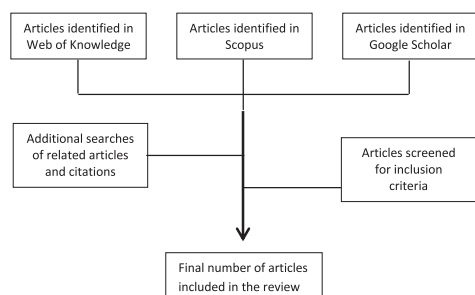 Articles identified in
Web of Knowledge
Articles identified in
Scopus
Articles identified in
Google Scholar
Additional searches
of related articles
and citations
Articles screened
for inclusion
criteria
Final number of articles
included in the review